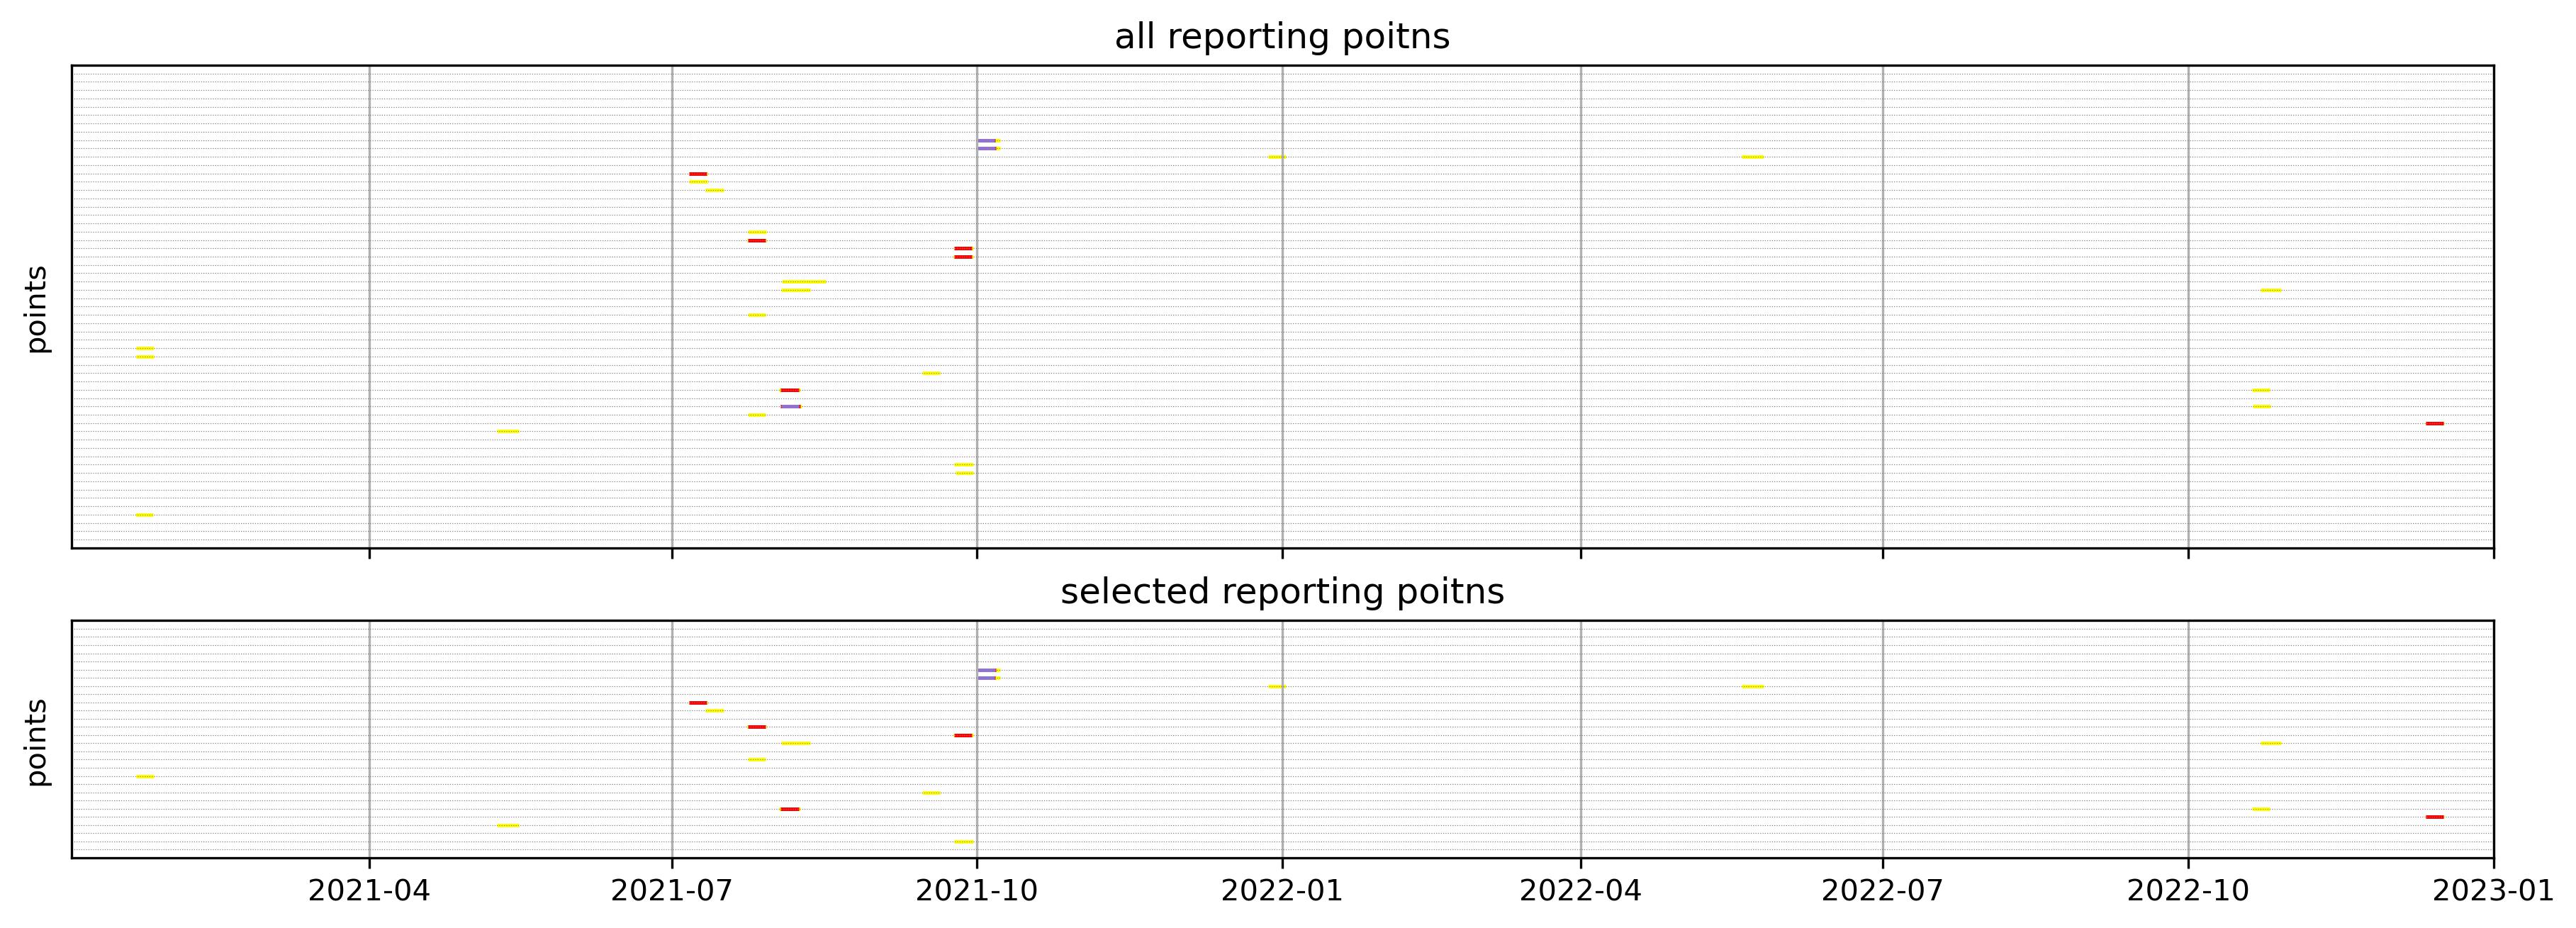 all reporting poitns
points
selected reporting poitns
points
2021-04 2021-07 2021-10 2022-01 2022-04 2022-07 2022-10 2023-01